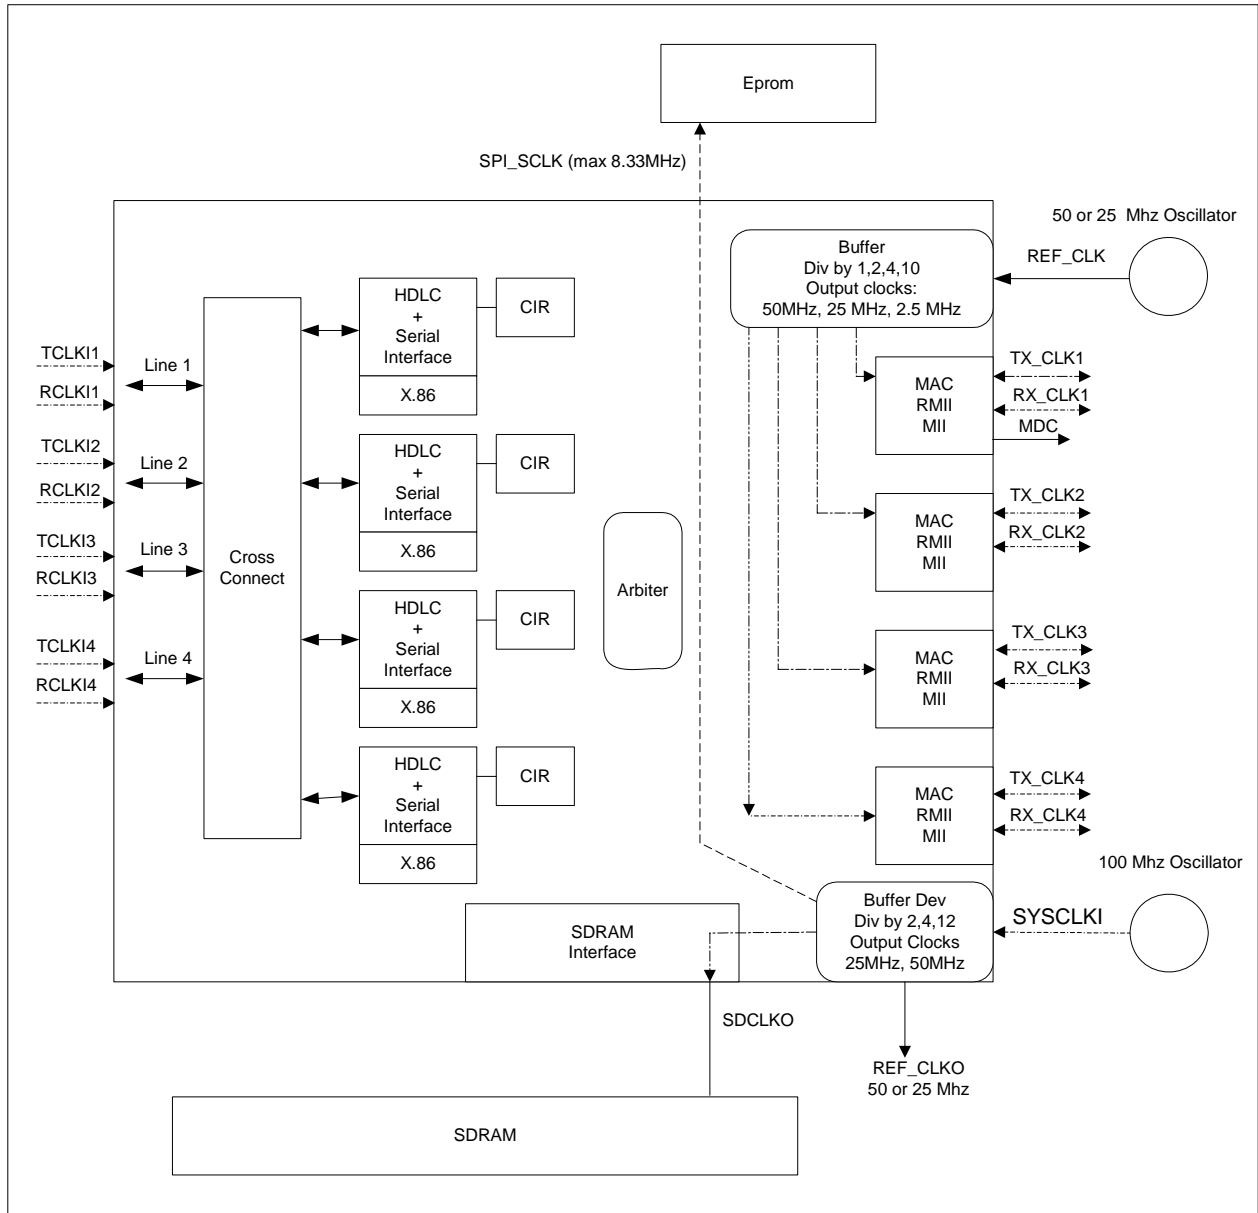 Eprom
SPI_SCLK (max 8.33MHz)
50 or 25 Mhz Oscillator
REF_CLK
Buffer
Div by 1,2,4,10
Output clocks:
50MHz, 25 MHz, 2.5 MHz
TCLKI1
RCLKI1
Line 1
TCLKI2
RCLKI2
Line 2
TCLKI3
RCLKI3
Line 3
TCLKI4
RCLKI4
Line 4
Cross
Connect
HDLC
+
Serial
Interface
X.86
CIR
HDLC
+
Serial
Interface
X.86
CIR
HDLC
+
Serial
Interface
X.86
CIR
HDLC
+
Serial
Interface
X.86
CIR
Arbiter
MAC
RMII
MII
TX_CLK1
RX_CLK1
MDC
MAC
RMII
MII
TX_CLK2
RX_CLK2
MAC
RMII
MII
TX_CLK3
RX_CLK3
MAC
RMII
MII
TX_CLK4
RX_CLK4
100 Mhz Oscillator
SYSCLKI
Buffer Dev
Div by 2,4,12
Output Clocks
25MHz, 50MHz
SDRAM
Interface
SDCLKO
REF_CLKO
50 or 25 Mhz
SDRAM